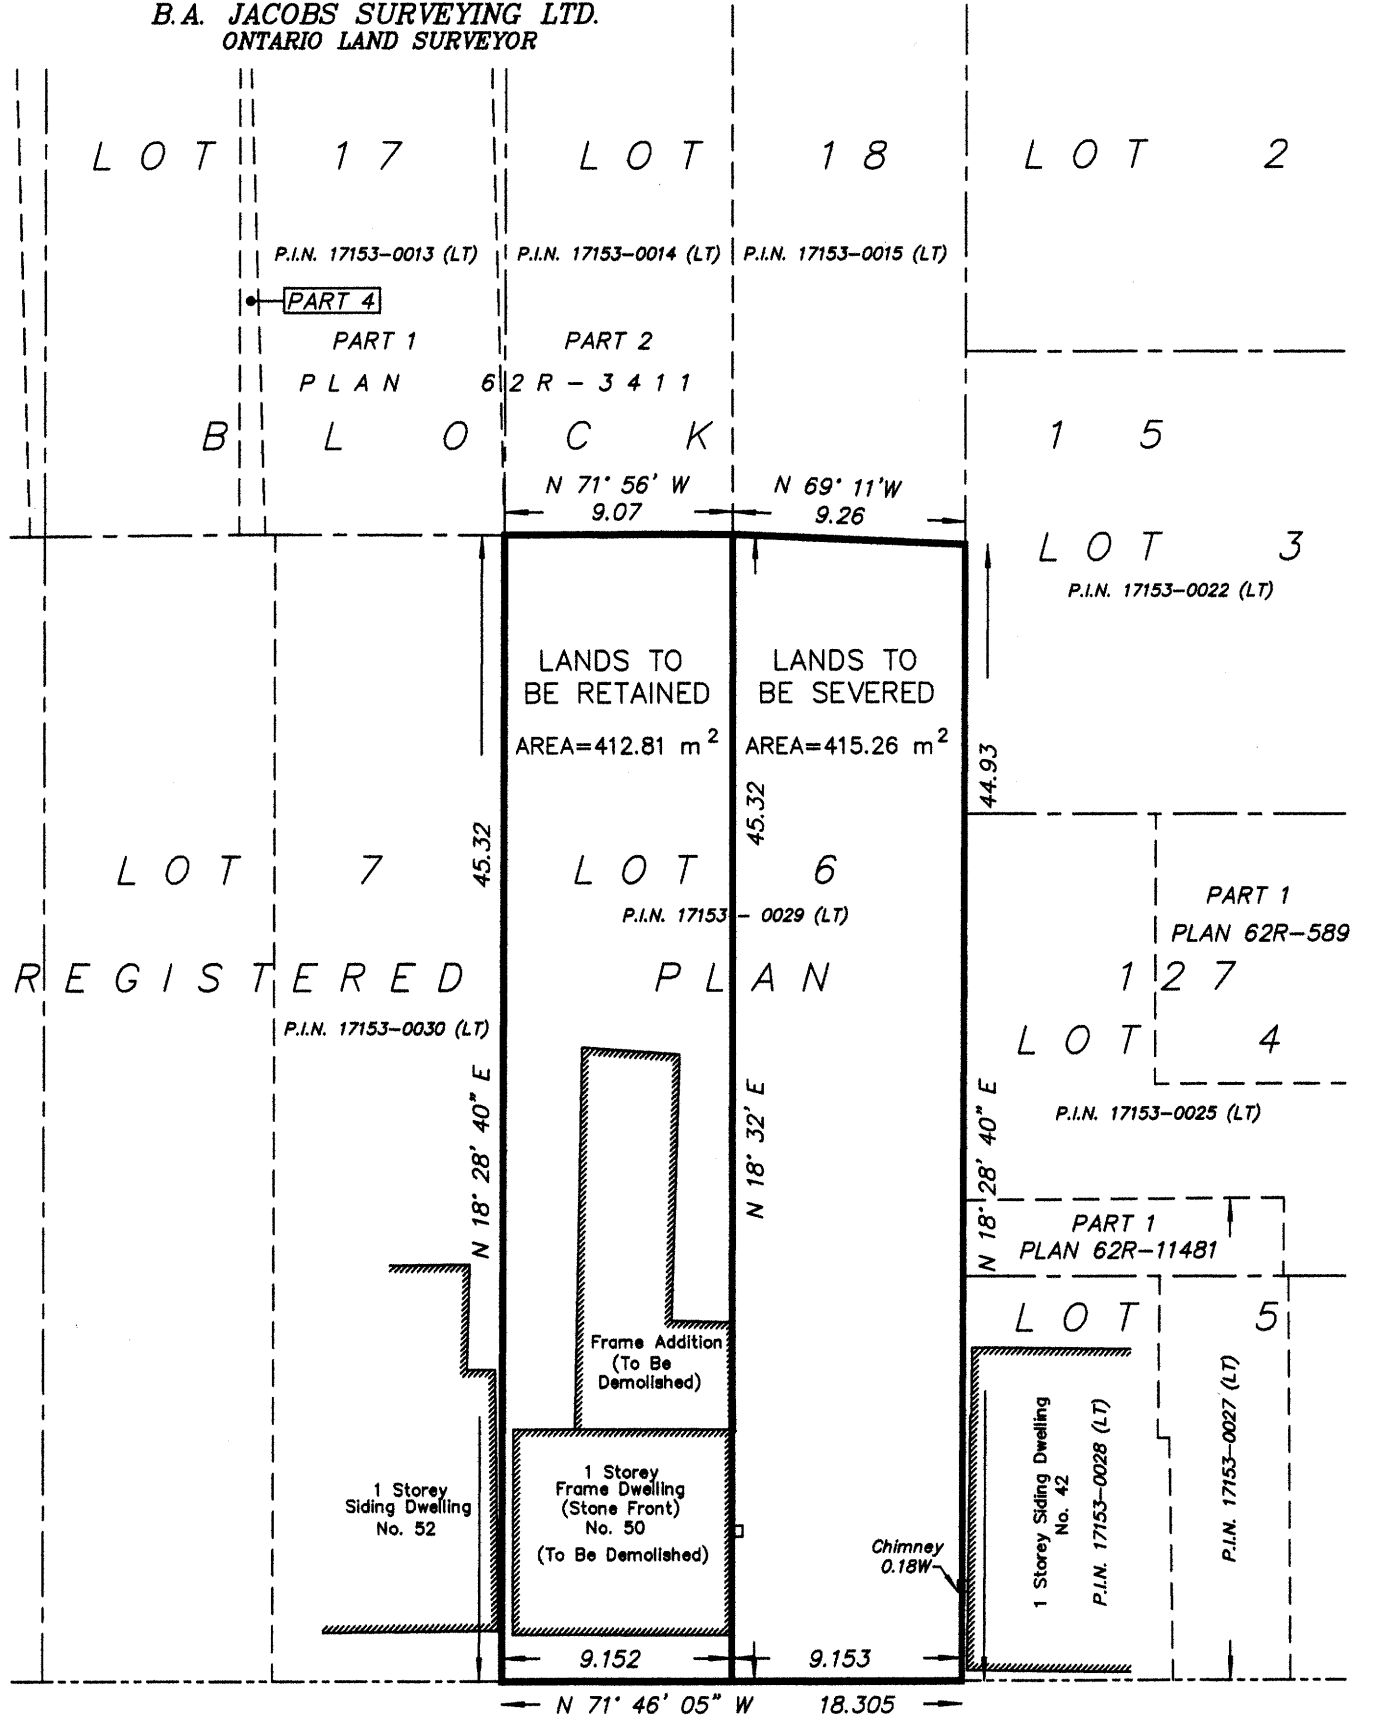 B.A. JACOBS SURVEYING LTD.
ONTARIO LAND SURVEYOR
LOT 17
LOT 18
LOT 2
P.I.N. 17153-0013 (LT)
P.I.N. 17153-0014 (LT)
P.I.N. 17153-0015 (LT)
PART 4
PART 1
PART 2
PLAN 62R-3411
BLOCK 15
N 71° 56' W
9.07
N 69° 11'W
9.26
LOT 3
P.I.N. 17153-0022 (LT)
LANDS TO
BE RETAINED
AREA=412.81 m2
LANDS TO
BE SEVERED
AREA=415.26 m2
45.32
45.32
44.93
LOT 7
LOT 6
P.I.N. 17153-0029 (LT)
PART 1
PLAN 62R-589
REGISTERED PLAN 127
P.I.N. 17153-0030 (LT)
LOT 4
P.I.N. 17153-0025 (LT)
N 18° 28' 40" E
N 18° 32' E
N 18° 28' 40" E
PART 1
PLAN 62R-11481
LOT 5
Frame Addition
(To Be
Demolished)
1 Storey
Siding Dwelling
No. 52
1 Storey
Frame Dwelling
(Stone Front)
No. 50
(To Be Demolished)
Chimney
0.18W
1 Storey Siding Dwelling
No. 42
P.I.N. 17153-0028 (LT)
P.I.N. 17153-0027 (LT)
9.152
9.153
N 71° 46' 05" W
18.305